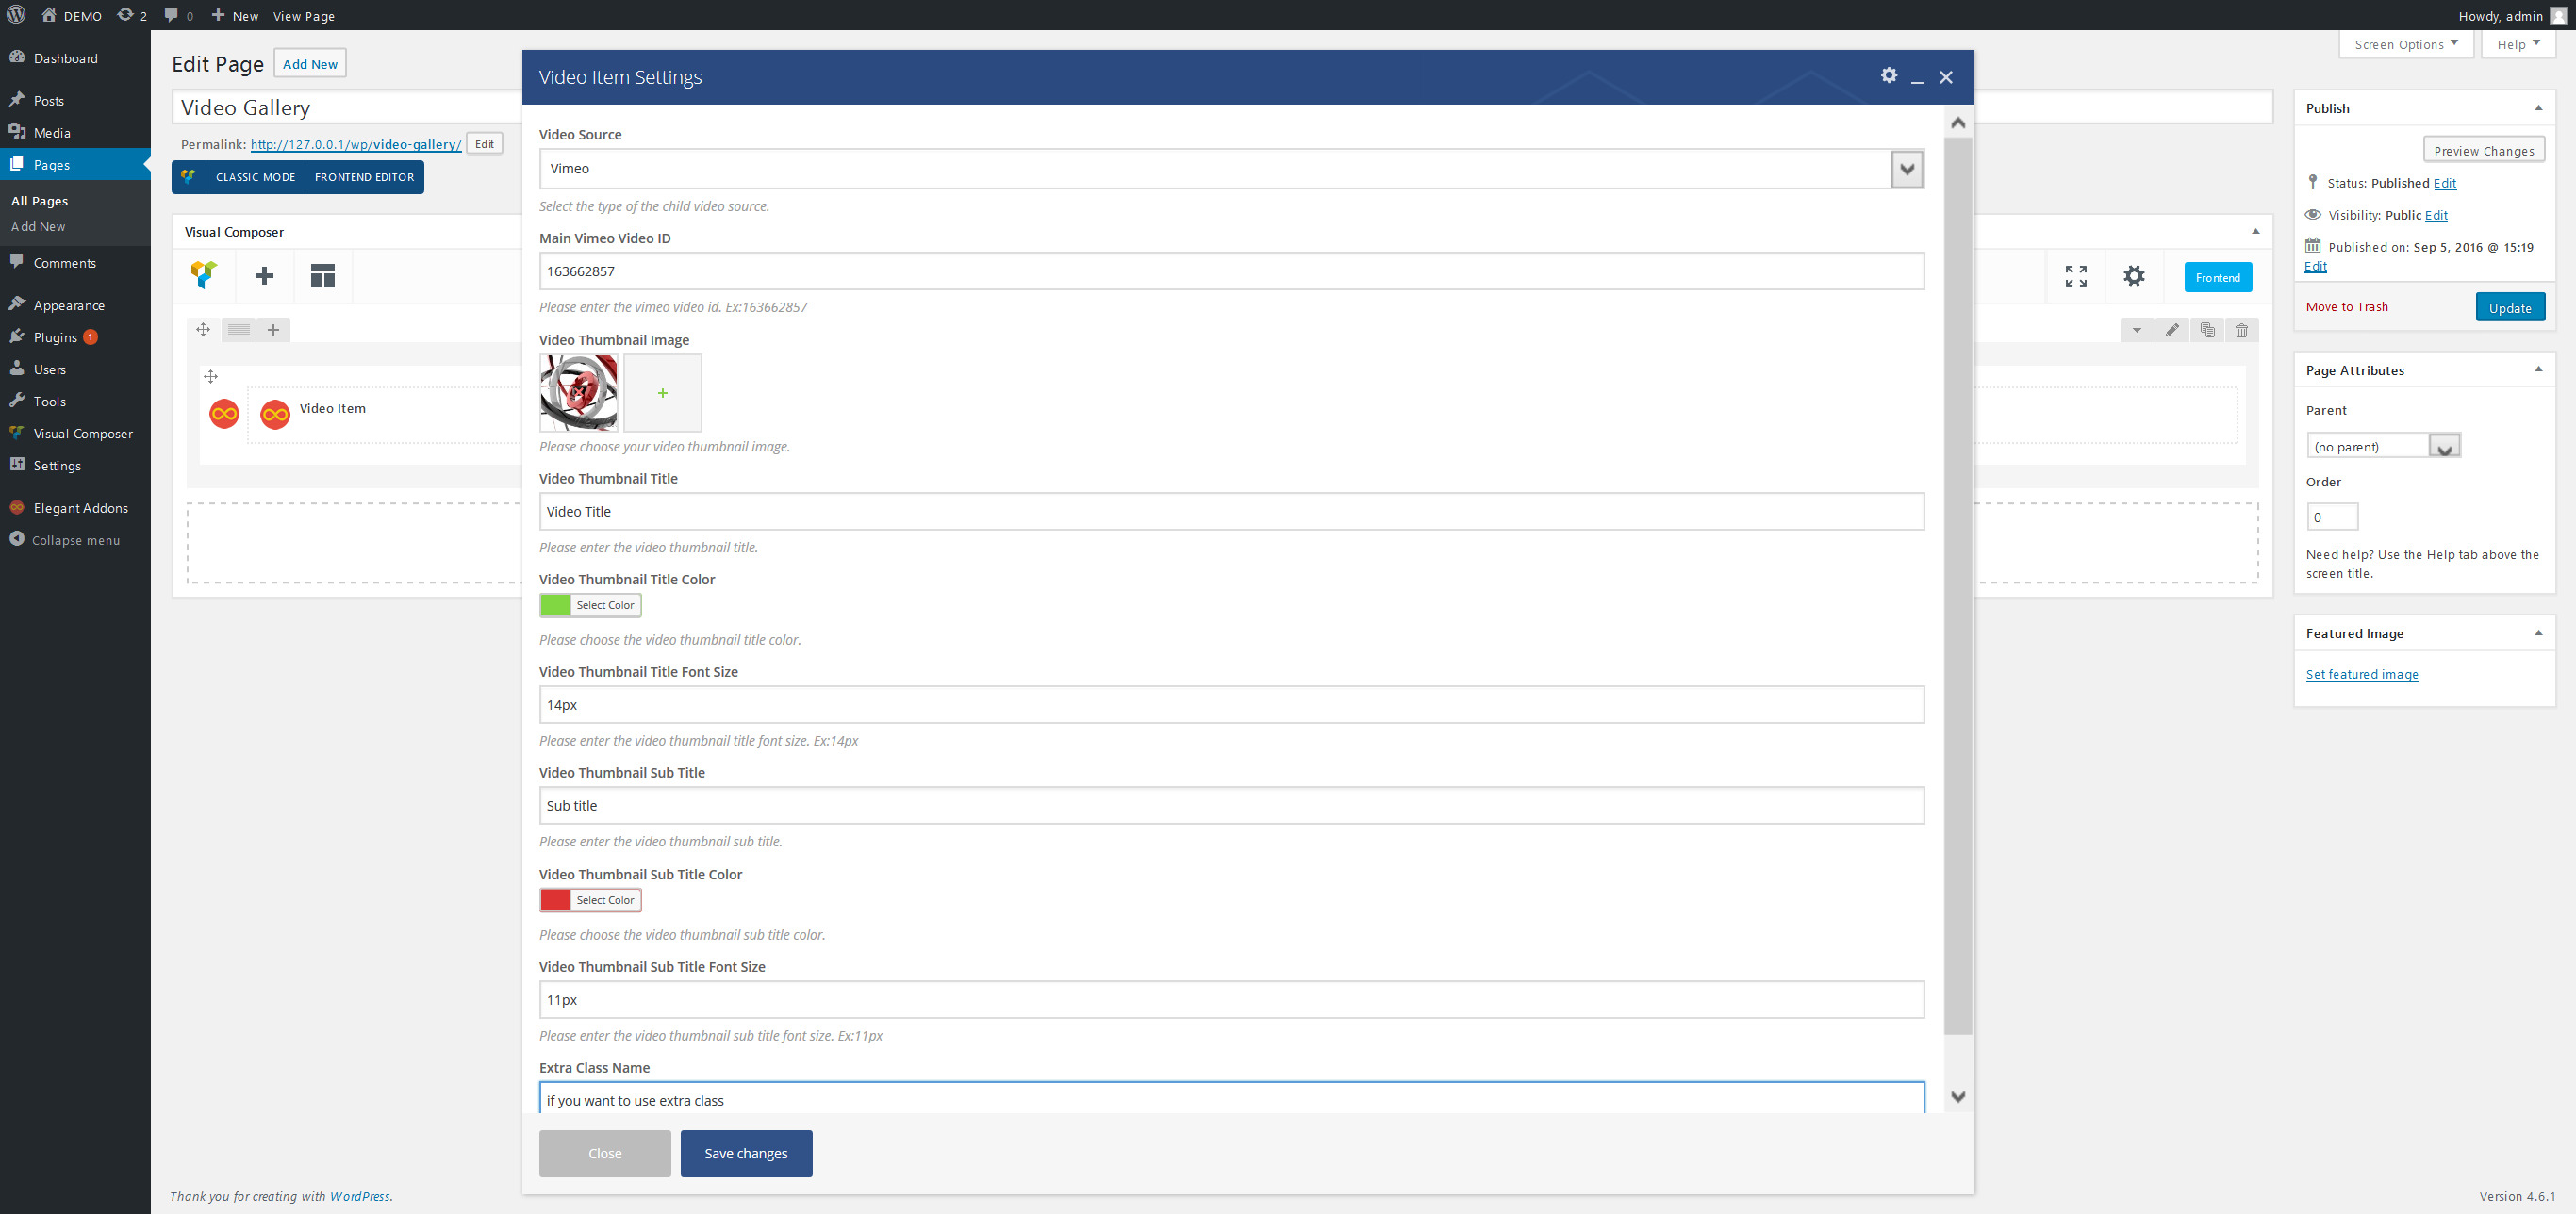 DEMO 2 0 New View Page Howdy, admin
Screen Options Help
Dashboard
Posts
Media
Pages
All Pages
Add New
Comments
Appearance
Plugins 1
Users
Tools
Visual Composer
Settings
Elegant Addons
Collapse menu
Edit Page Add New
Video Gallery
Permalink: http://127.0.0.1/wp/video-gallery/ Edit
CLASSIC MODE FRONTEND EDITOR
Visual Composer
Frontend
Video Item
Video Item Settings
Video Source
Vimeo
Select the type of the child video source.
Main Vimeo Video ID
163662857
Please enter the vimeo video id. Ex:163662857
Video Thumbnail Image
Please choose your video thumbnail image.
Video Thumbnail Title
Video Title
Please enter the video thumbnail title.
Video Thumbnail Title Color
Select Color
Please choose the video thumbnail title color.
Video Thumbnail Title Font Size
14px
Please enter the video thumbnail title font size. Ex:14px
Video Thumbnail Sub Title
Sub title
Please enter the video thumbnail sub title.
Video Thumbnail Sub Title Color
Select Color
Please choose the video thumbnail sub title color.
Video Thumbnail Sub Title Font Size
11px
Please enter the video thumbnail sub title font size. Ex:11px
Extra Class Name
if you want to use extra class
Close Save changes
Publish
Preview Changes
Status: Published Edit
Visibility: Public Edit
Published on: Sep 5, 2016 @ 15:19
Edit
Move to Trash Update
Page Attributes
Parent
(no parent)
Order
0
Need help? Use the Help tab above the
screen title.
Featured Image
Set featured image
Thank you for creating with WordPress.
Version 4.6.1